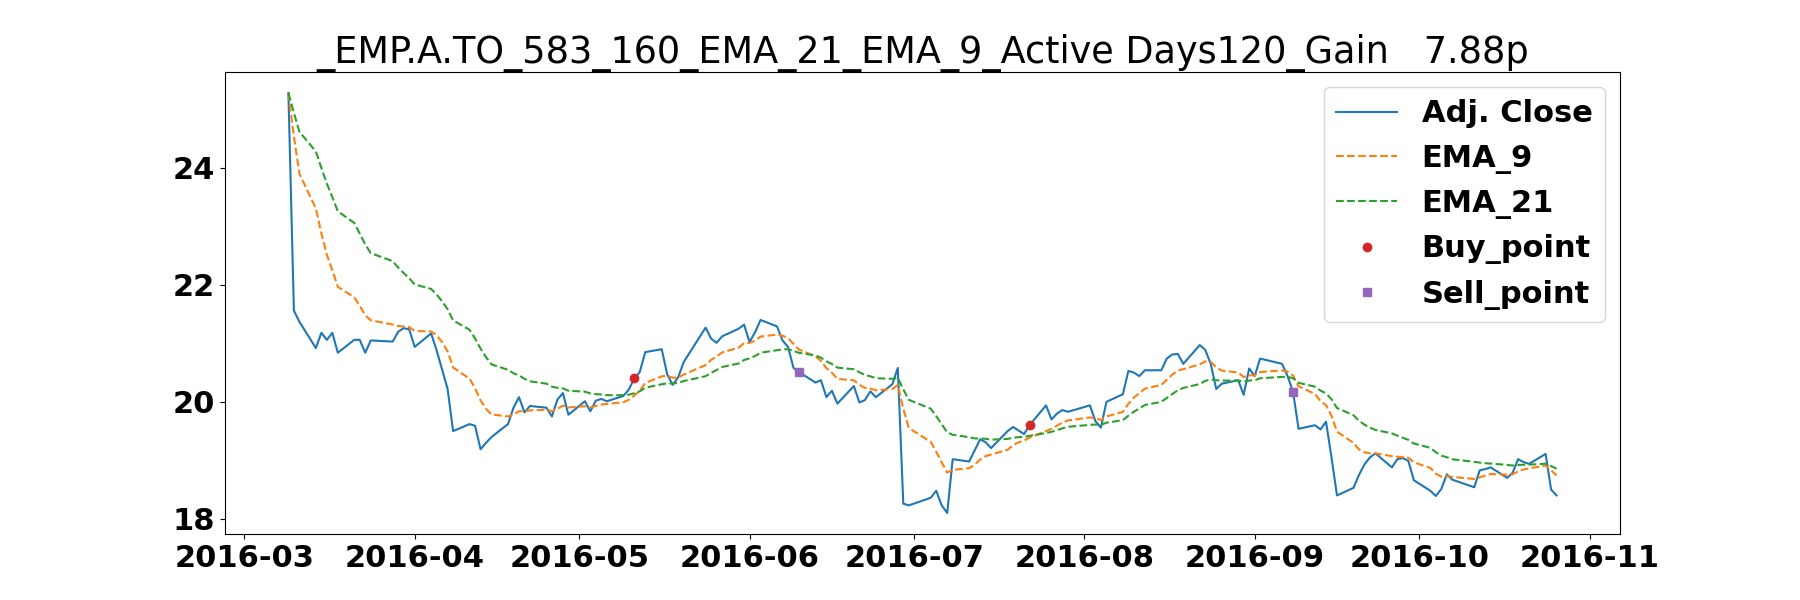 _EMP.A.TO_583_160_EMA_21_EMA_9_Active Days120_Gain   7.88p
Adj. Close
EMA_9
EMA_21
Buy_point
Sell_point
24
22
20
18
2016-03 2016-04 2016-05 2016-06 2016-07 2016-08 2016-09 2016-10 2016-11